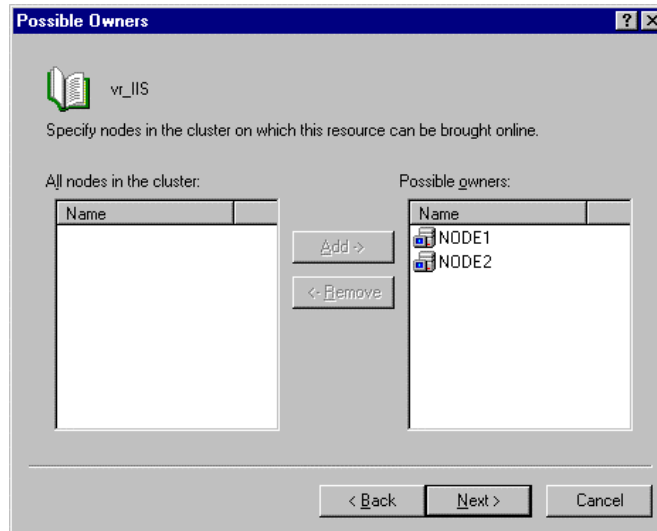 Possible Owners
vr_IIS
Specify nodes in the cluster on which this resource can be brought online.
All nodes in the cluster:
Possible owners:
Name
Name
NODE1
NODE2
Add ->
<- Remove
< Back
Next >
Cancel